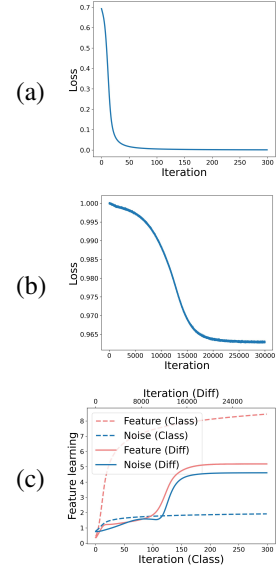 (a)
Loss
0.7
0.6
0.5
0.4
0.3
0.2
0.1
0.0
0 50 100 150 200 250 300
Iteration
(b)
Loss
1.000
0.995
0.990
0.985
0.980
0.975
0.970
0.965
0 5000 10000 15000 20000 25000 30000
Iteration
(c)
Iteration (Diff)
0 8000 16000 24000
Feature learning
8
7
6
5
4
3
2
1
0
Feature (Class)
Noise (Class)
Feature (Diff)
Noise (Diff)
0 50 100 150 200 250 300
Iteration (Class)